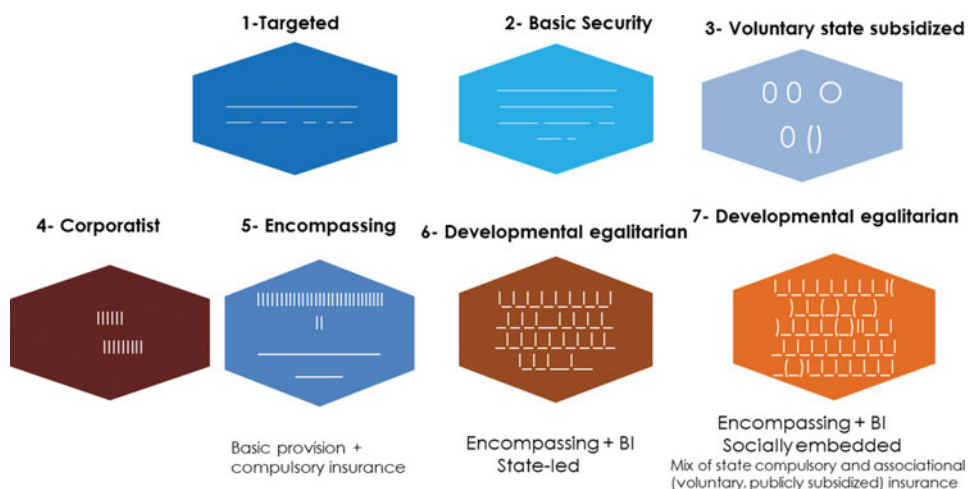 1-Targeted
2- Basic Security
3- Voluntary state subsidized
4- Corporatist
5- Encompassing
6- Developmental egalitarian
7- Developmental egalitarian
Basic provision +
compulsory insurance
Encompassing + BI
State-led
Encompassing + BI
Socially embedded
Mix of state compulsory and associational
(voluntary, publicly subsidized) insurance